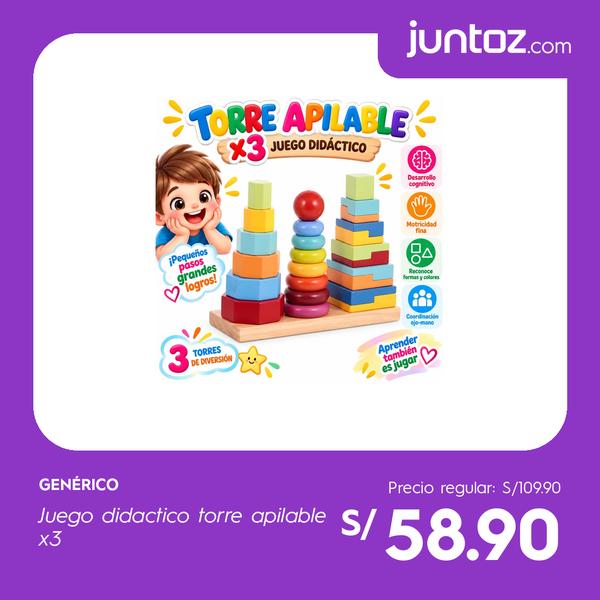 juntoz.com
TORRE APILABLE
x3 JUEGO DIDÁCTICO
¡Pequeños
pasos
grandes
logros!
Desarrollo
cognitivo
Motricidad
fina
Reconoce
formas y colores
Coordinación
ojo-mano
3 TORRES
DE DIVERSIÓN
Aprender
también
es jugar
GENÉRICO
Juego didactico torre apilable
x3
Precio regular: S/109.90
S/ 58.90